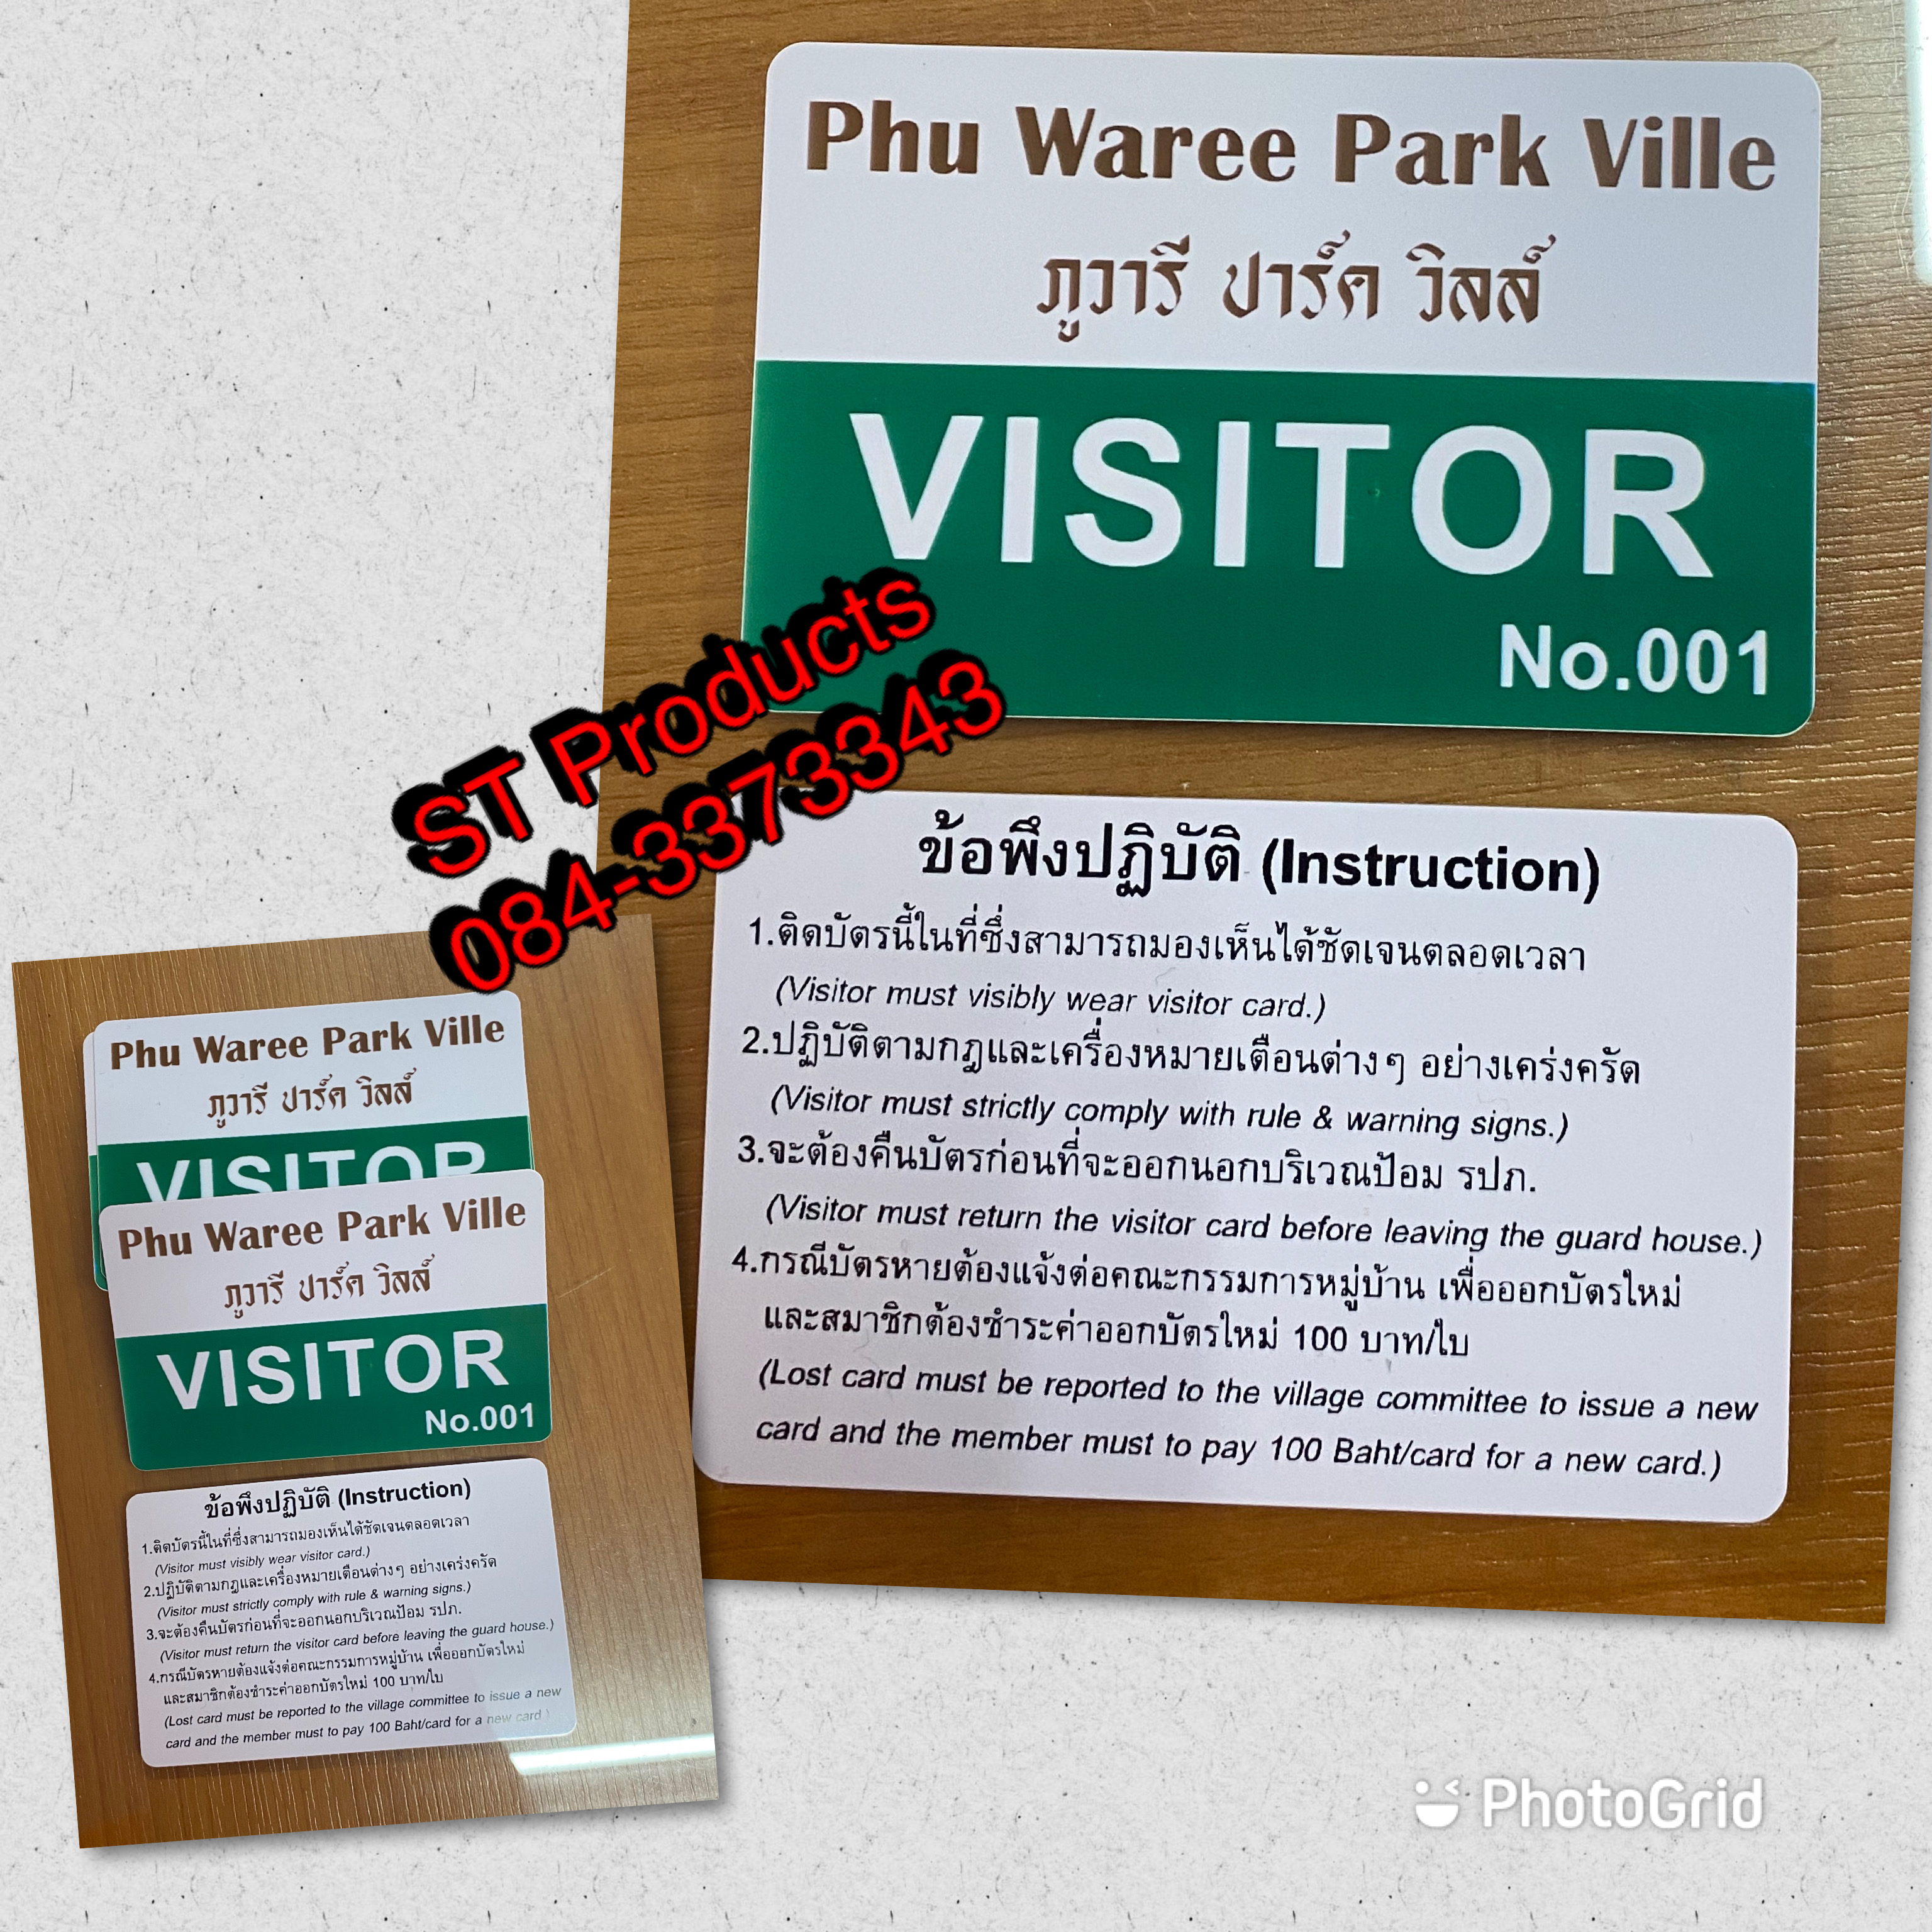 Phu Waree Park Ville
ภูวารี ปาร์ค วิลล์
VISITOR
No.001
ST Products
084-3373343
ข้อพึงปฏิบัติ (Instruction)
1.ติดบัตรนี้ในที่ซึ่งสามารถมองเห็นได้ชัดเจนตลอดเวลา
(Visitor must visibly wear visitor card.)
2.ปฏิบัติตามกฎและเครื่องหมายเตือนต่างๆ อย่างเคร่งครัด
(Visitor must strictly comply with rule & warning signs.)
3.จะต้องคืนบัตรก่อนที่จะออกนอกบริเวณป้อม รปภ.
(Visitor must return the visitor card before leaving the guard house.)
4.กรณีบัตรหายต้องแจ้งต่อคณะกรรมการหมู่บ้าน เพื่อออกบัตรใหม่
และสมาชิกต้องชำระค่าออกบัตรใหม่ 100 บาท/ใบ
(Lost card must be reported to the village committee to issue a new
card and the member must to pay 100 Baht/card for a new card.)
Phu Waree Park Ville
ภูวารี ปาร์ค วิลล์
VISITOR
Phu Waree Park Ville
ภูวารี ปาร์ค วิลล์
VISITOR
No.001
ข้อพึงปฏิบัติ (Instruction)
1.ติดบัตรนี้ในที่ซึ่งสามารถมองเห็นได้ชัดเจนตลอดเวลา
(Visitor must visibly wear visitor card.)
2.ปฏิบัติตามกฎและเครื่องหมายเตือนต่างๆ อย่างเคร่งครัด
(Visitor must strictly comply with rule & warning signs.)
3.จะต้องคืนบัตรก่อนที่จะออกนอกบริเวณป้อม รปภ.
(Visitor must return the visitor card before leaving the guard house.)
4.กรณีบัตรหายต้องแจ้งต่อคณะกรรมการหมู่บ้าน เพื่อออกบัตรใหม่
และสมาชิกต้องชำระค่าออกบัตรใหม่ 100 บาท/ใบ
(Lost card must be reported to the village committee to issue a new
card and the member must to pay 100 Baht/card for a new card.)
PhotoGrid